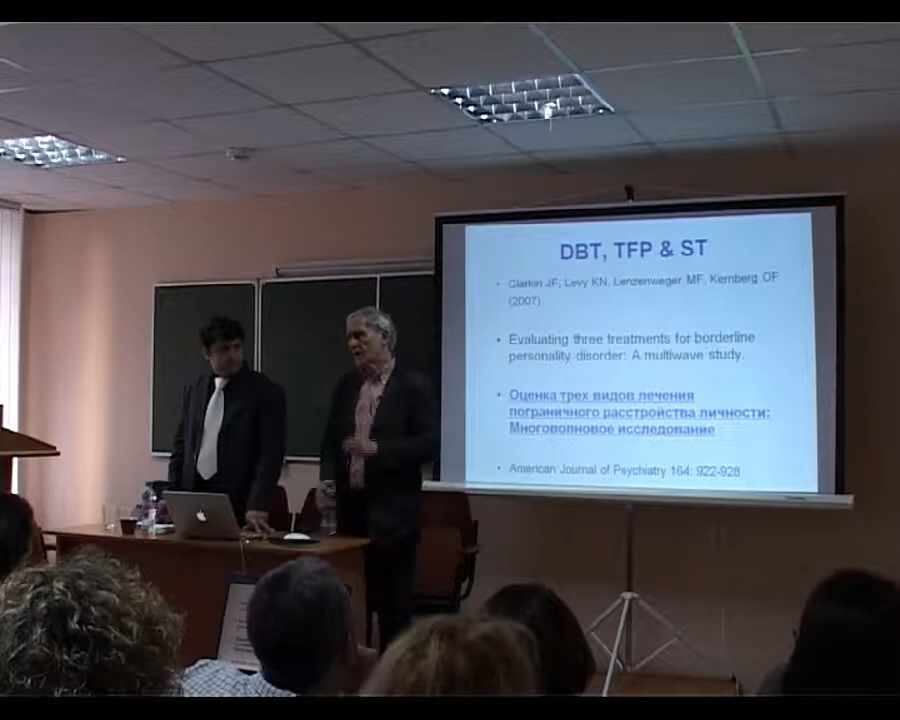 DBT, TFP & ST
• Clarkin JF, Levy KN, Lenzenweger MF, Kernberg OF
(2007)
• Evaluating three treatments for borderline
personality disorder: A multiwave study.
• Оценка трех видов лечения
пограничного расстройства личности:
Многоволновое исследование
• American Journal of Psychiatry 164: 922-928